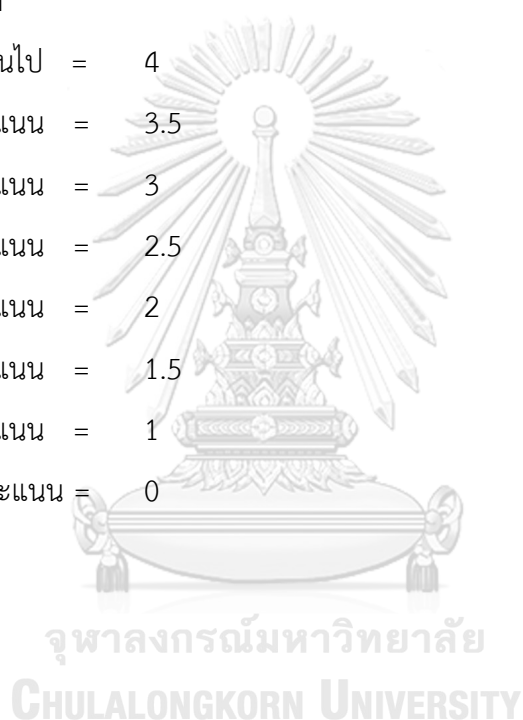 นไป = 4
แนน = 3.5
แนน = 3
แนน = 2.5
แนน = 2
แนน = 1.5
แนน = 1
ะแนน = 0
จุฬาลงกรณ์มหาวิทยาลัย
CHULALONGKORN UNIVERSITY